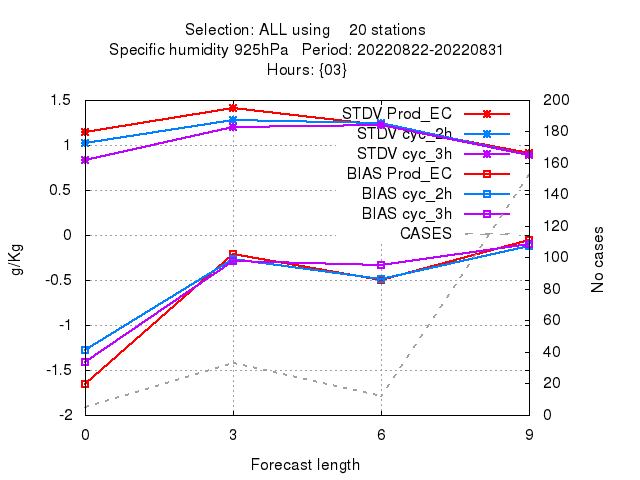 Selection: ALL using    20 stations
Specific humidity 925hPa   Period: 20220822-20220831
Hours: {03}
1.5
1
0.5
0
-0.5
-1
-1.5
-2
g/Kg
STDV Prod_EC
STDV cyc_2h
STDV cyc_3h
BIAS Prod_EC
BIAS cyc_2h
BIAS cyc_3h
CASES
200
180
160
140
120
100
80
60
40
20
0
No cases
0 3 6 9
Forecast length